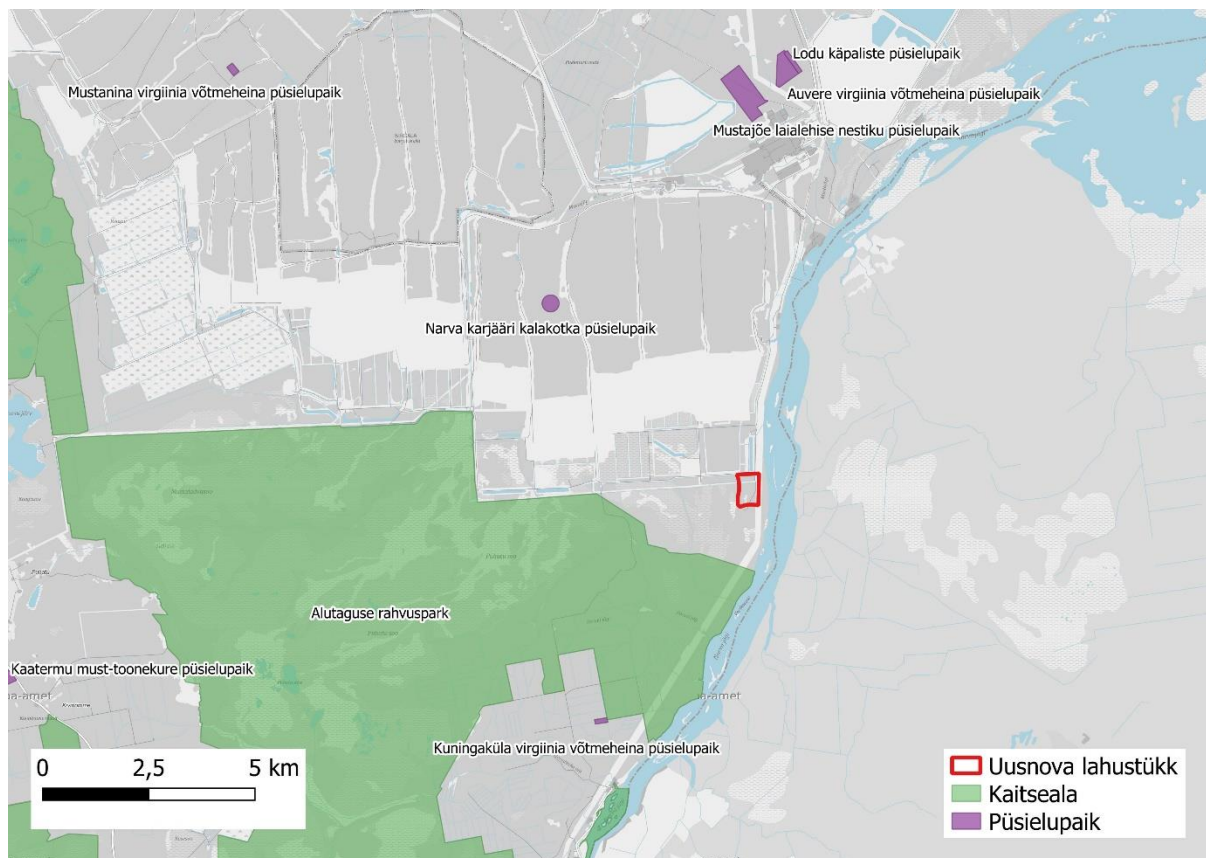 Lodu käpaliste püsielupaik
Mustanina virgiinia võtmeheina püsielupaik
Auvere virgiinia võtmeheina püsielupaik
Mustajõe laialehise nestiku püsielupaik
Narva karjääri kalakotka püsielupaik
Alutaguse rahvuspark
Kaatermu must-toonekure püsielupaik
Kuningaküla virgiinia võtmeheina püsielupaik
0 2,5 5 km
Uusnova lahustükk
Kaitseala
Püsielupaik